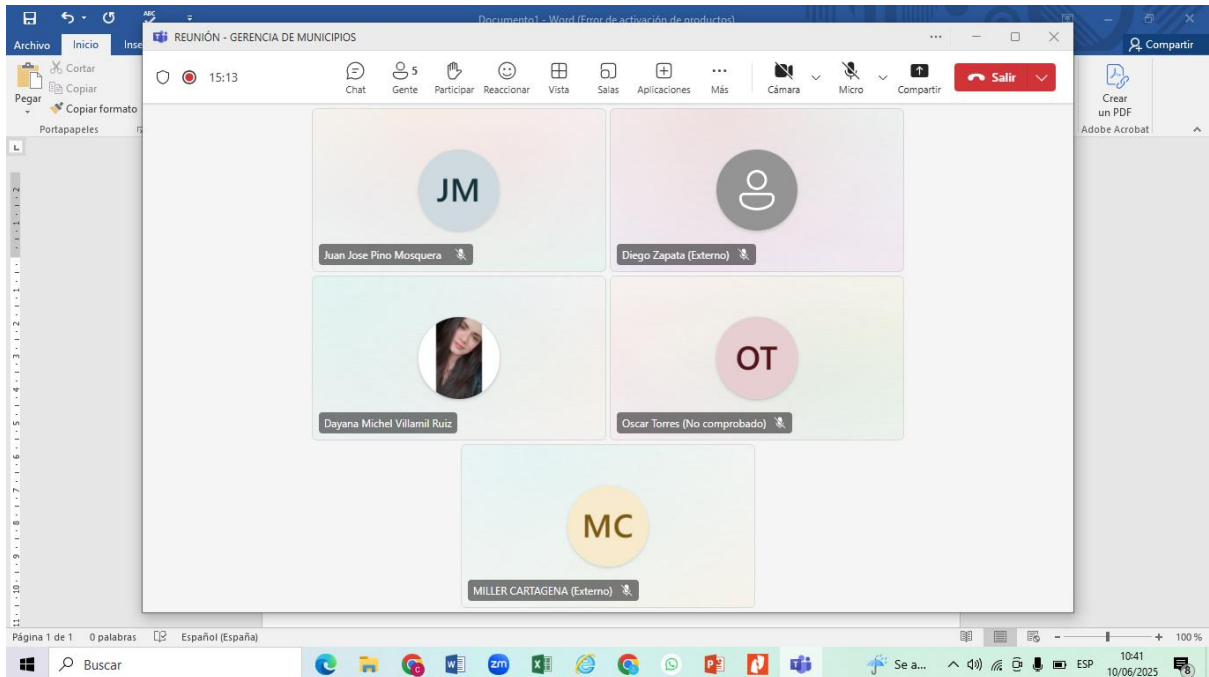 Documento1 - Word (Error de activación de productos)
Archivo Inicio Inse
Compartir
REUNIÓN - GERENCIA DE MUNICIPIOS
Cortar
Copiar
Pegar
Copiar formato
Portapapeles
15:13
5
Chat Gente Participar Reaccionar Vista Salas Aplicaciones Más Cámara Micro Compartir
Salir
Crear
un PDF
Adobe Acrobat
JM
Juan Jose Pino Mosquera
Diego Zapata (Externo)
Dayana Michel Villamil Ruiz
OT
Oscar Torres (No comprobado)
MC
MILLER CARTAGENA (Externo)
Página 1 de 1 0 palabras Español (España) 100 %
Buscar
zm
Se a...
ESP
10:41
10/06/2025
8